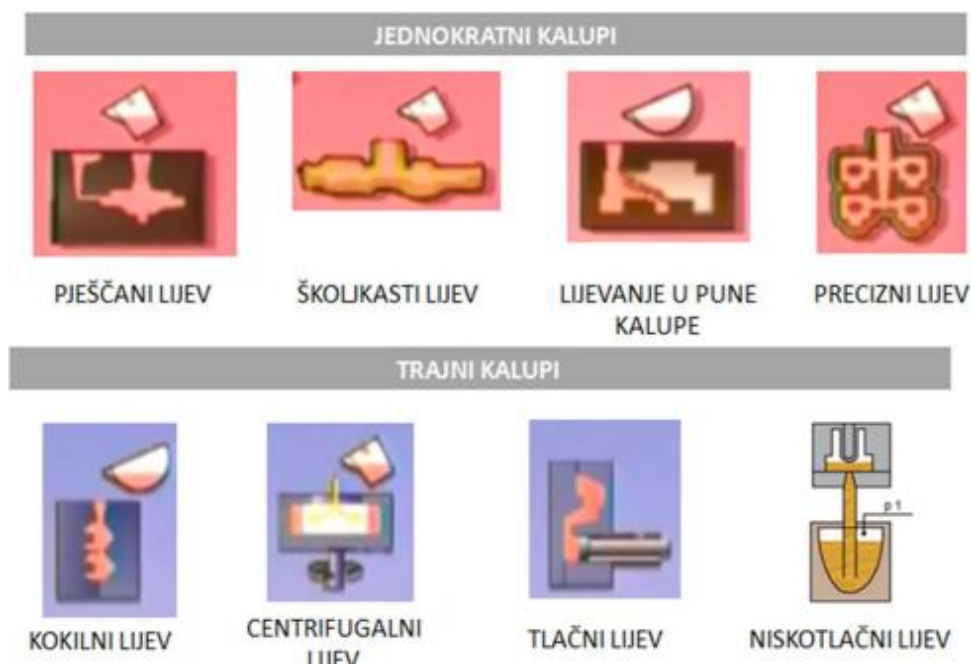 JEDNOKRATNI KALUPI
PJEŠČANI LIJEV
ŠKOLJKASTI LIJEV
LIJEVANJE U PUNE
KALUPE
PRECIZNI LIJEV
TRAJNI KALUPI
p 1
KOKILNI LIJEV
CENTRIFUGALNI
LIJEV
TLAČNI LIJEV
NISKOTLAČNI LIJEV